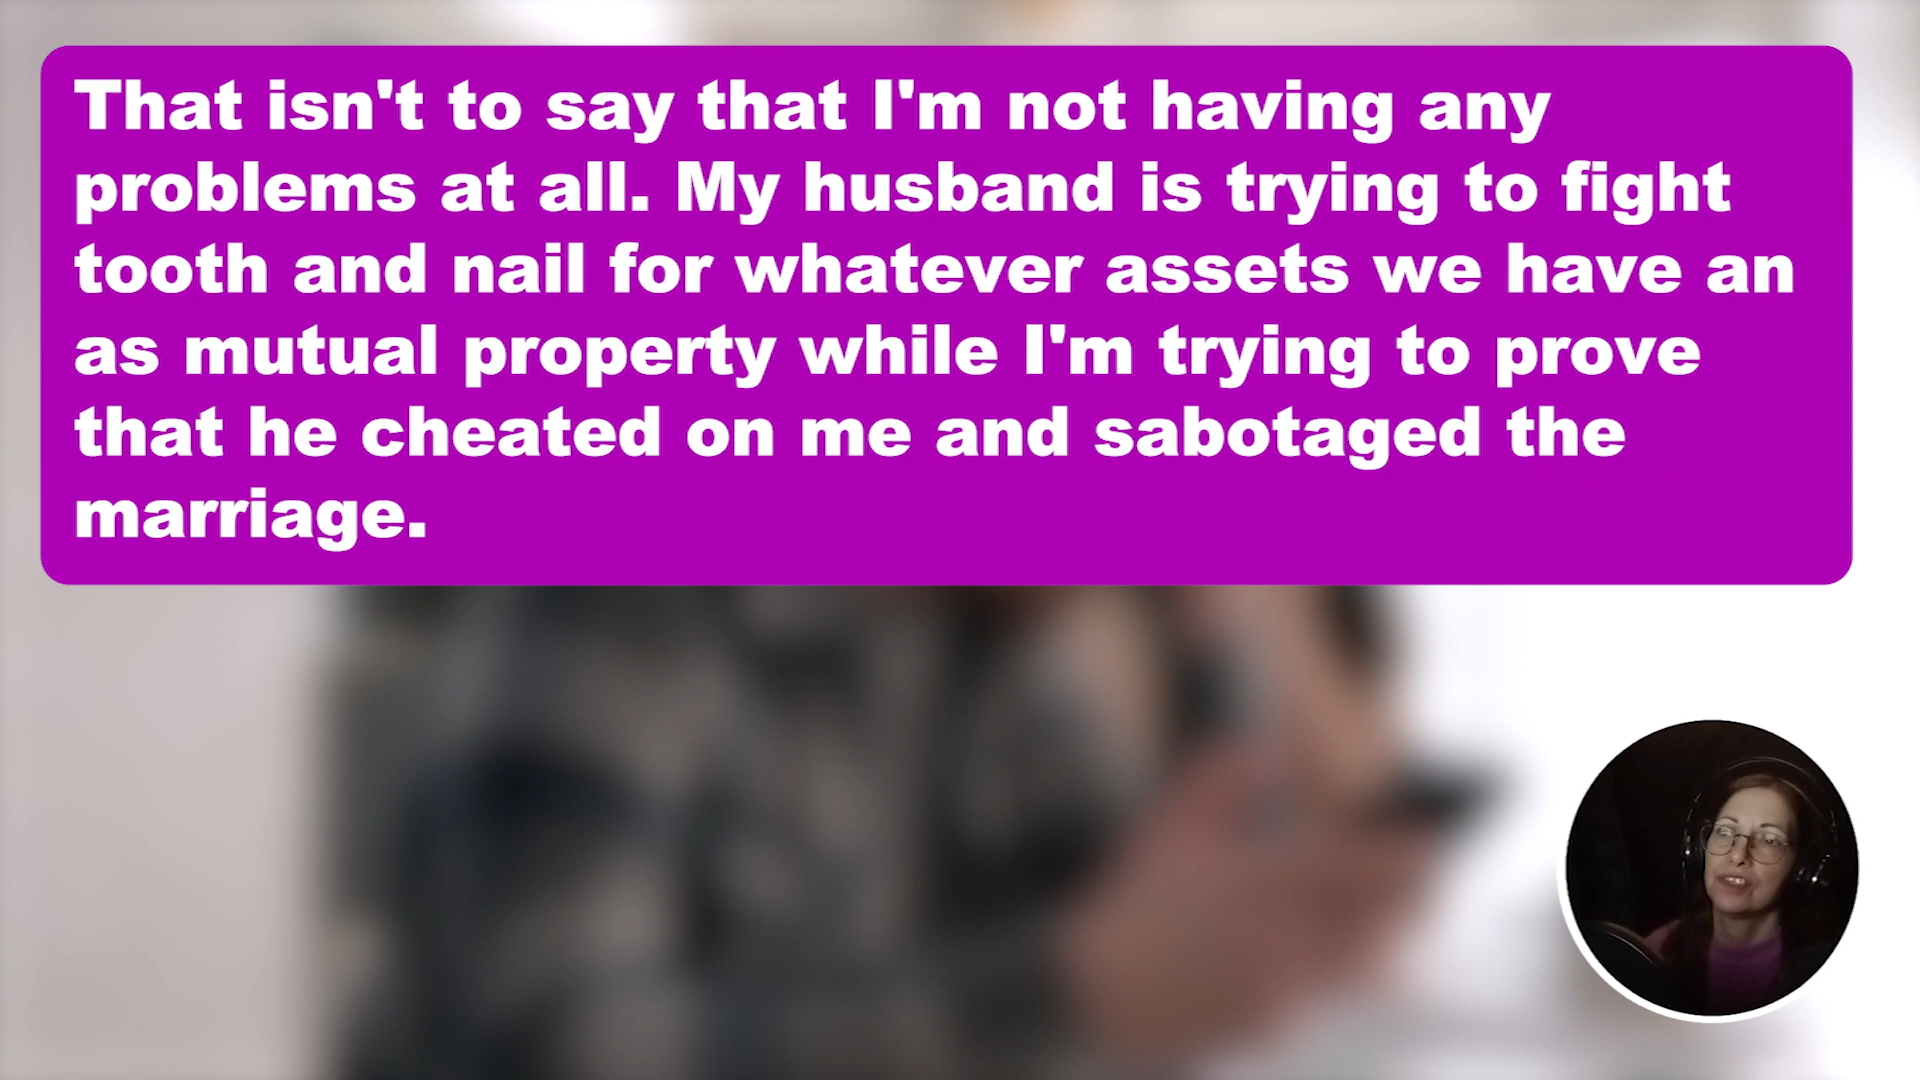 That isn't to say that I'm not having any
problems at all. My husband is trying to fight
tooth and nail for whatever assets we have an
as mutual property while I'm trying to prove
that he cheated on me and sabotaged the
marriage.